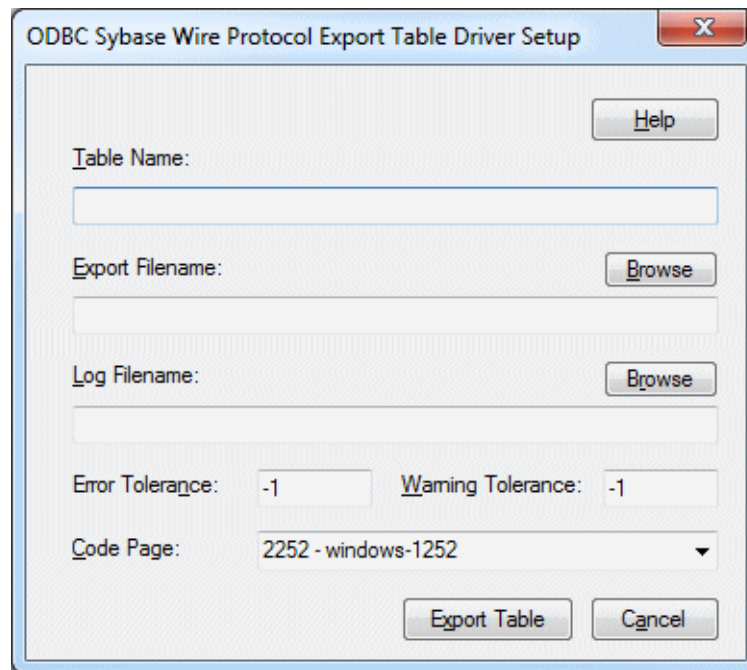 ODBC Sybase Wire Protocol Export Table Driver Setup
Help
Table Name:
Export Filename:
Browse
Log Filename:
Browse
Error Tolerance: -1 Warning Tolerance: -1
Code Page: 2252 - windows-1252
Export Table Cancel